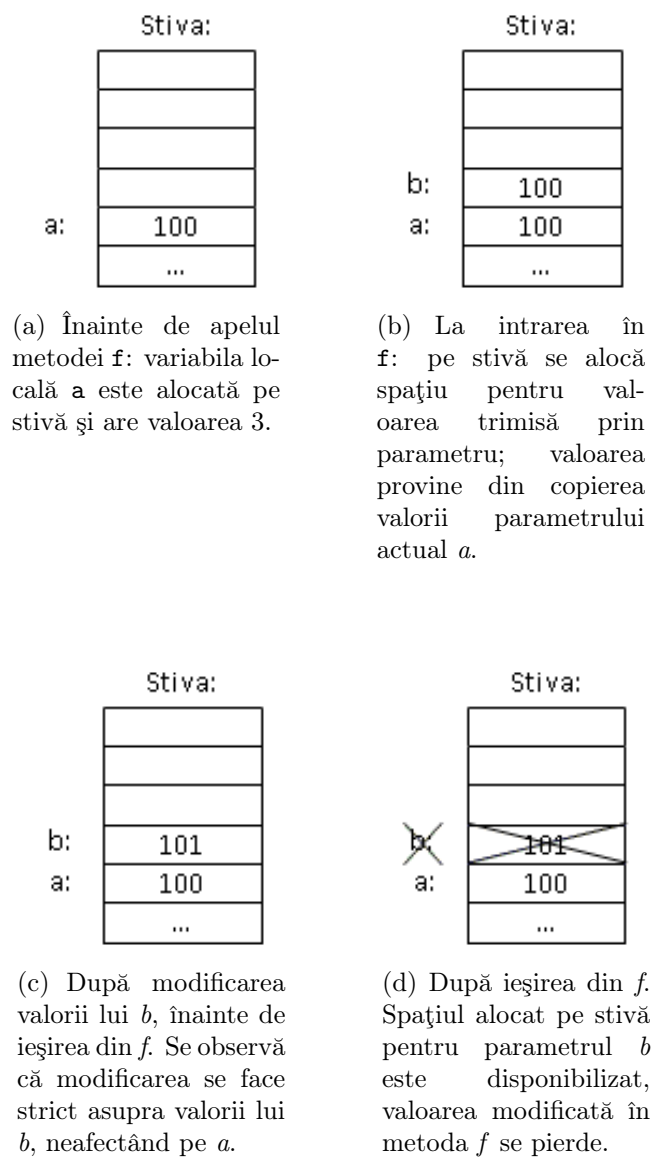 Stiva:
a:
100
...
(a) Înainte de apelul
metodei f: variabila lo-
cală a este alocată pe
stivă şi are valoarea 3.
Stiva:
b:
100
a:
100
...
(b) La intrarea în
f: pe stivă se alocă
spaţiu pentru val-
oarea trimisă prin
parametru; valoarea
provine din copierea
valorii parametrului
actual a.
Stiva:
b:
101
a:
100
...
(c) După modificarea
valorii lui b, înainte de
ieşirea din f. Se observă
că modificarea se face
strict asupra valorii lui
b, neafectând pe a.
Stiva:
b:
101
a:
100
...
(d) După ieşirea din f.
Spaţiul alocat pe stivă
pentru parametrul b
este disponibilizat,
valoarea modificată în
metoda f se pierde.